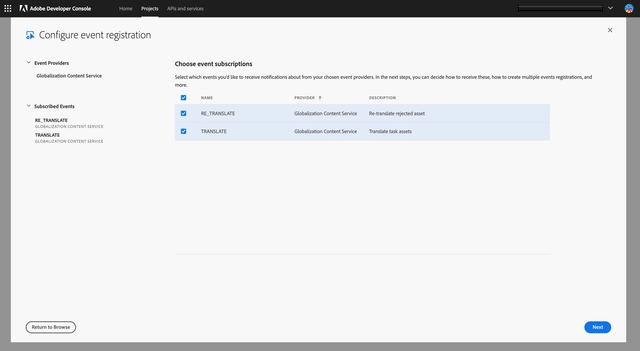 Adobe Developer Console
Home
Projects
APIs and services
Configure event registration
Event Providers
Globalization Content Service
Subscribed Events
RE_TRANSLATE
GLOBALIZATION CONTENT SERVICE
TRANSLATE
GLOBALIZATION CONTENT SERVICE
Choose event subscriptions
Select which events you'd like to receive notifications about from your chosen event providers. In the next steps, you can decide how to receive these, how to create multiple events registrations, and
more.
NAME PROVIDER DESCRIPTION
RE_TRANSLATE Globalization Content Service Re-translate rejected asset
TRANSLATE Globalization Content Service Translate task assets
Return to Browse
Next